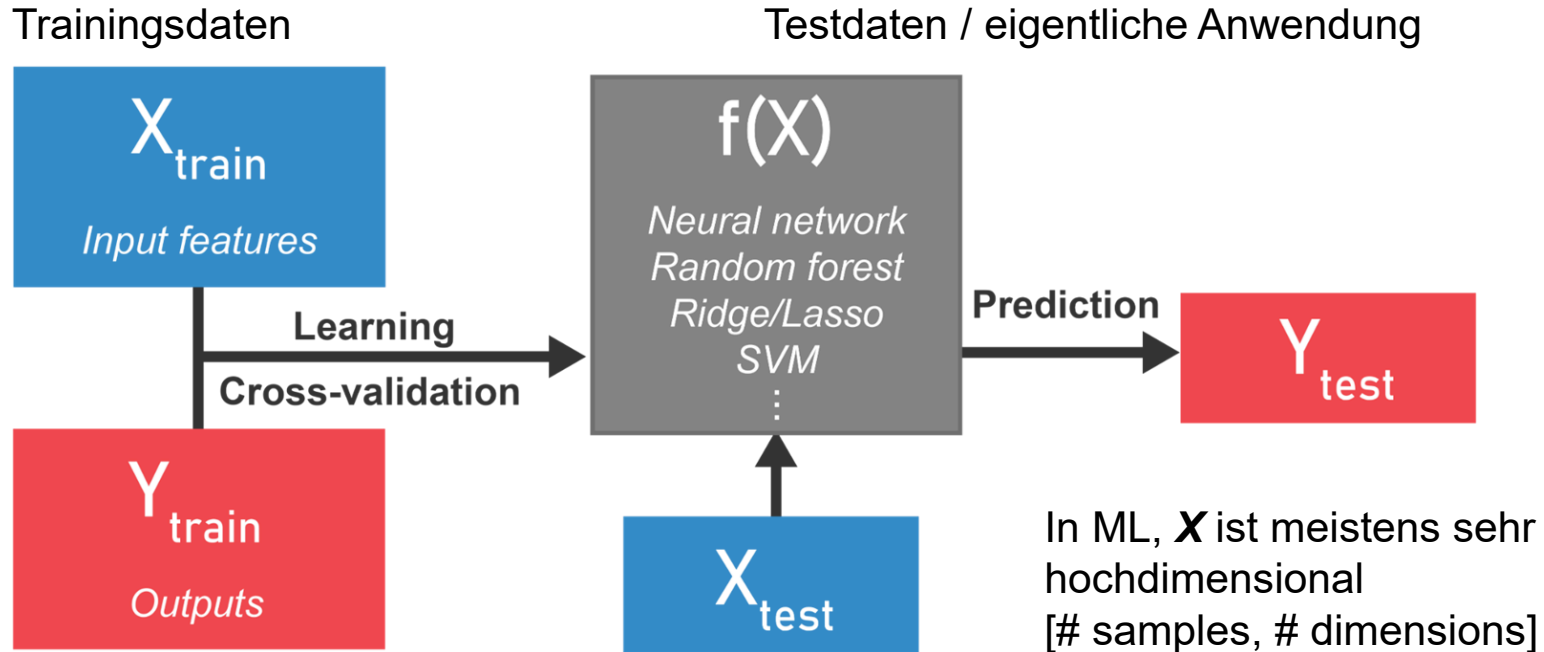 Trainingsdaten
Testdaten / eigentliche Anwendung
X train
Input features
Learning
Cross-validation
Y train
Outputs
f(X)
Neural network
Random forest
Ridge/Lasso
SVM
⋮
Prediction
Y test
X test
In ML, X ist meistens sehr
hochdimensional
[# samples, # dimensions]